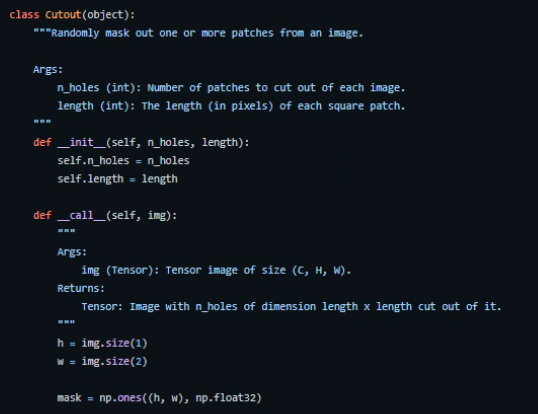 class Cutout(object):
    """Randomly mask out one or more patches from an image.

    Args:
        n_holes (int): Number of patches to cut out of each image.
        length (int): The length (in pixels) of each square patch.
    """
    def __init__(self, n_holes, length):
        self.n_holes = n_holes
        self.length = length

    def __call__(self, img):
        """
        Args:
            img (Tensor): Tensor image of size (C, H, W).
        Returns:
            Tensor: Image with n_holes of dimension length x length cut out of it.
        """
        h = img.size(1)
        w = img.size(2)

        mask = np.ones((h, w), np.float32)